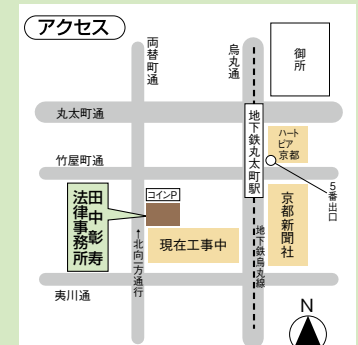 アクセス
両替町通
烏丸通
御所
丸太町通
地下鉄丸太町駅
ハート
ピア
京都
竹屋町通
5番出口
田中彰寿
法律事務所
コインP
↑北向一方通行
現在工事中
地下鉄烏丸線
京都新聞社
夷川通
N